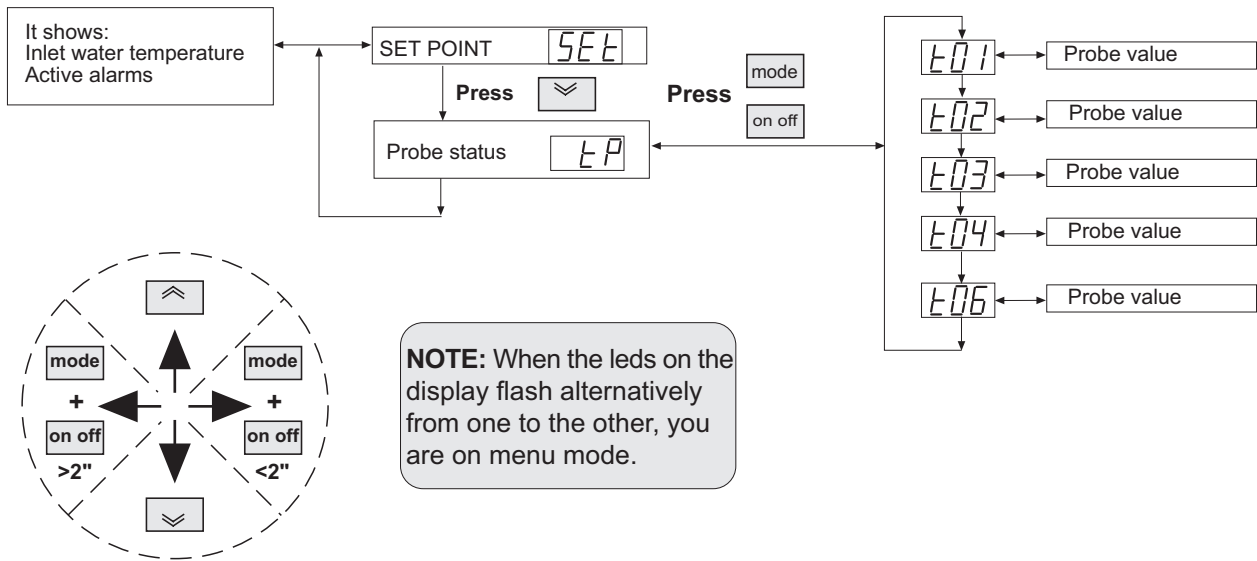 It shows:
Inlet water temperature
Active alarms
SET POINT SEt
Press
Probe status tP
Press
mode
on off
t01 Probe value
t02 Probe value
t03 Probe value
t04 Probe value
t06 Probe value
mode
+
on off
>2"
mode
+
on off
<2"
NOTE: When the leds on the
display flash alternatively
from one to the other, you
are on menu mode.